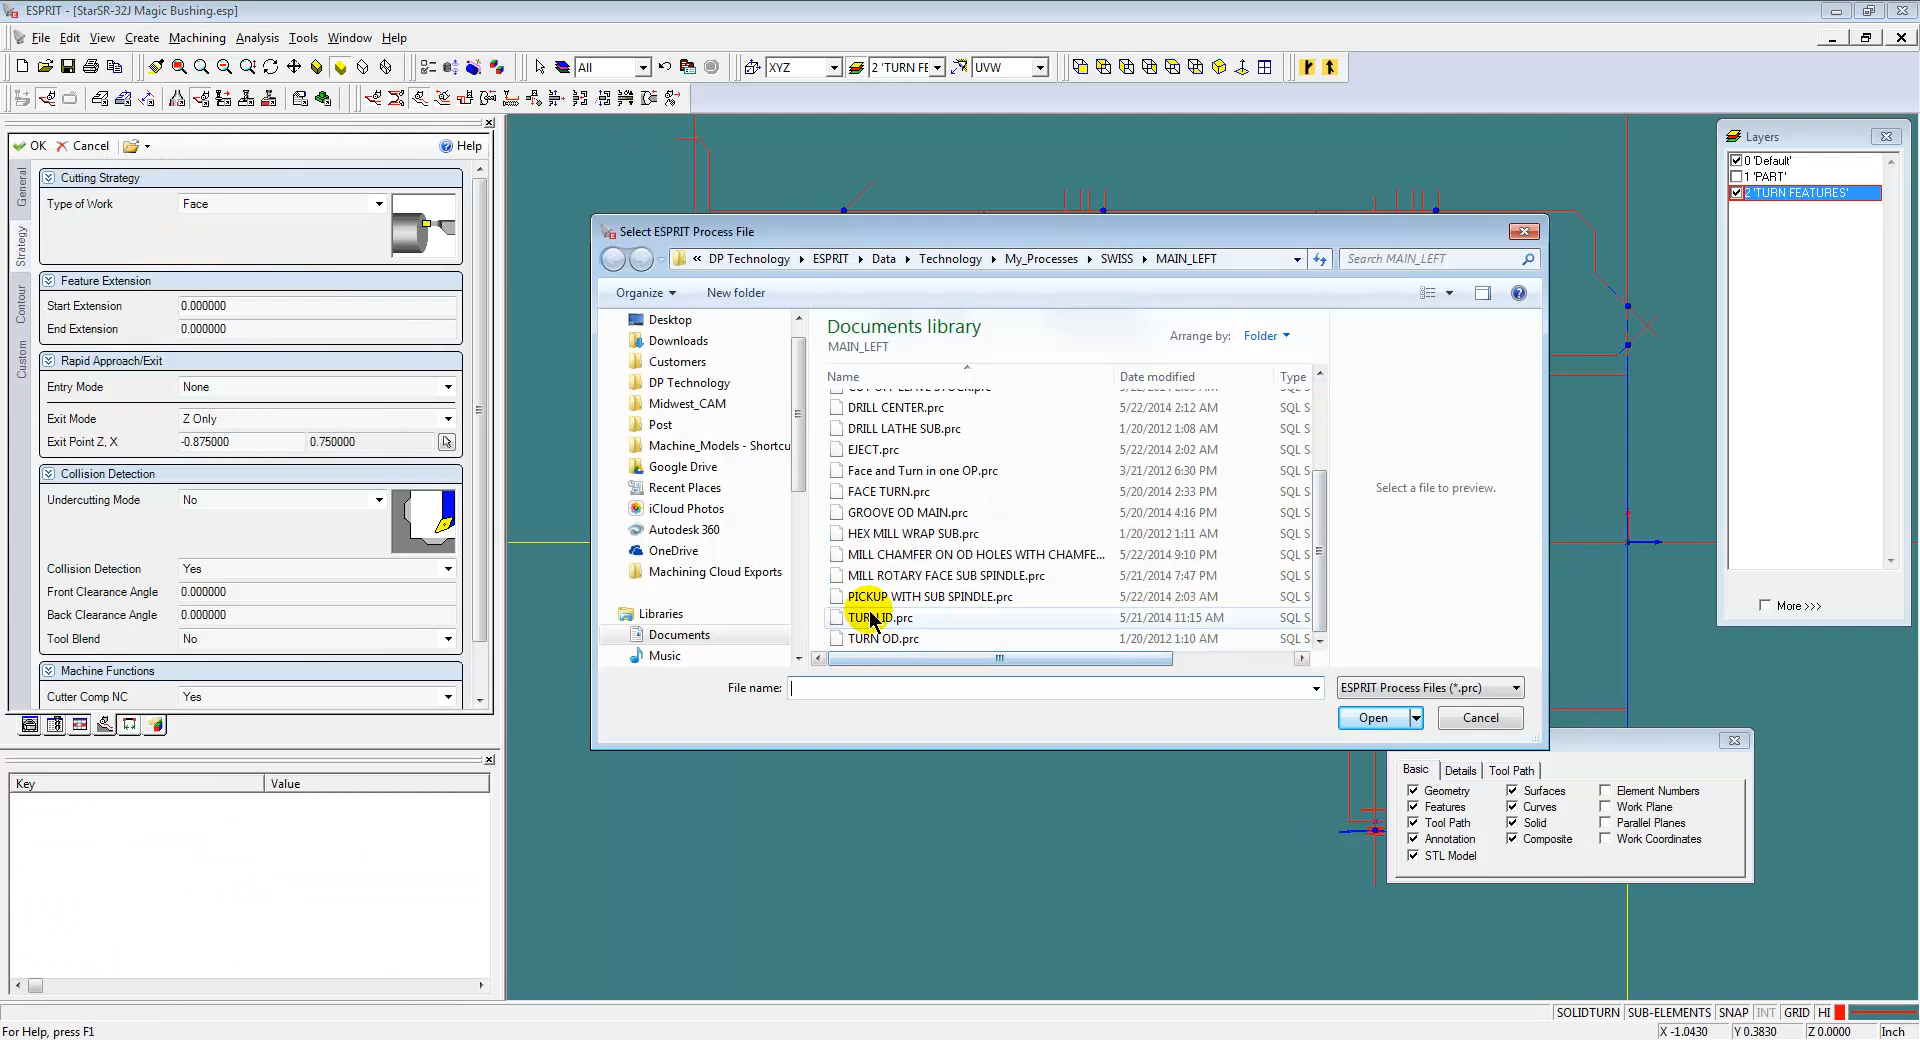 ESPRIT - [StarSR-32J Magic Bushing.esp]
File Edit View Create Machining Analysis Tools Window Help
All XYZ 2 'TURN FE UVW
OK Cancel Help
General
Strategy
Contour
Custom
Cutting Strategy
Type of Work Face
Feature Extension
Start Extension 0.000000
End Extension 0.000000
Rapid Approach/Exit
Entry Mode None
Exit Mode Z Only
Exit Point Z, X -0.875000 0.750000
Collision Detection
Undercutting Mode No
Collision Detection Yes
Front Clearance Angle 0.000000
Back Clearance Angle 0.000000
Tool Blend No
Machine Functions
Cutter Comp NC Yes
Key Value
Select ESPRIT Process File
« DP Technology ESPRIT Data Technology My_Processes SWISS MAIN_LEFT Search MAIN_LEFT
Organize New folder
Desktop
Downloads
Customers
DP Technology
Midwest_CAM
Post
Machine_Models - Shortcu
Google Drive
Recent Places
iCloud Photos
Autodesk 360
OneDrive
Machining Cloud Exports
Libraries
Documents
Music
Documents library
MAIN_LEFT
Arrange by: Folder
Name Date modified Type
DRILL CENTER.prc 5/22/2014 2:12 AM SQL S
DRILL LATHE SUB.prc 1/20/2012 1:08 AM SQL S
EJECT.prc 5/22/2014 2:02 AM SQL S
Face and Turn in one OP.prc 3/21/2012 6:30 PM SQL S
FACE TURN.prc 5/20/2014 2:33 PM SQL S
GROOVE OD MAIN.prc 5/20/2014 4:16 PM SQL S
HEX MILL WRAP SUB.prc 1/20/2012 1:11 AM SQL S
MILL CHAMFER ON OD HOLES WITH CHAMFE... 5/22/2014 9:10 PM SQL S
MILL ROTARY FACE SUB SPINDLE.prc 5/21/2014 7:47 PM SQL S
PICKUP WITH SUB SPINDLE.prc 5/22/2014 2:03 AM SQL S
TURN ID.prc 5/21/2014 11:15 AM SQL S
TURN OD.prc 1/20/2012 1:10 AM SQL S
Select a file to preview.
File name: ESPRIT Process Files (*.prc)
Open Cancel
Layers
0 'Default'
1 'PART'
2 'TURN FEATURES'
More >>>
Basic Details Tool Path
Geometry Surfaces Element Numbers
Features Curves Work Plane
Tool Path Solid Parallel Planes
Annotation Composite Work Coordinates
STL Model
SOLIDTURN SUB-ELEMENTS SNAP INT GRID HI
For Help, press F1 X -1.0430 Y 0.3830 Z 0.0000 Inch